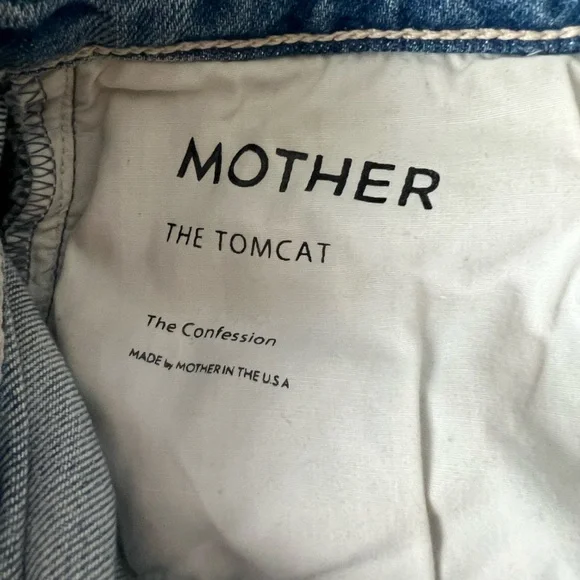 MOTHER
THE TOMCAT
The Confession
MADE by MOTHER IN THE U.S.A